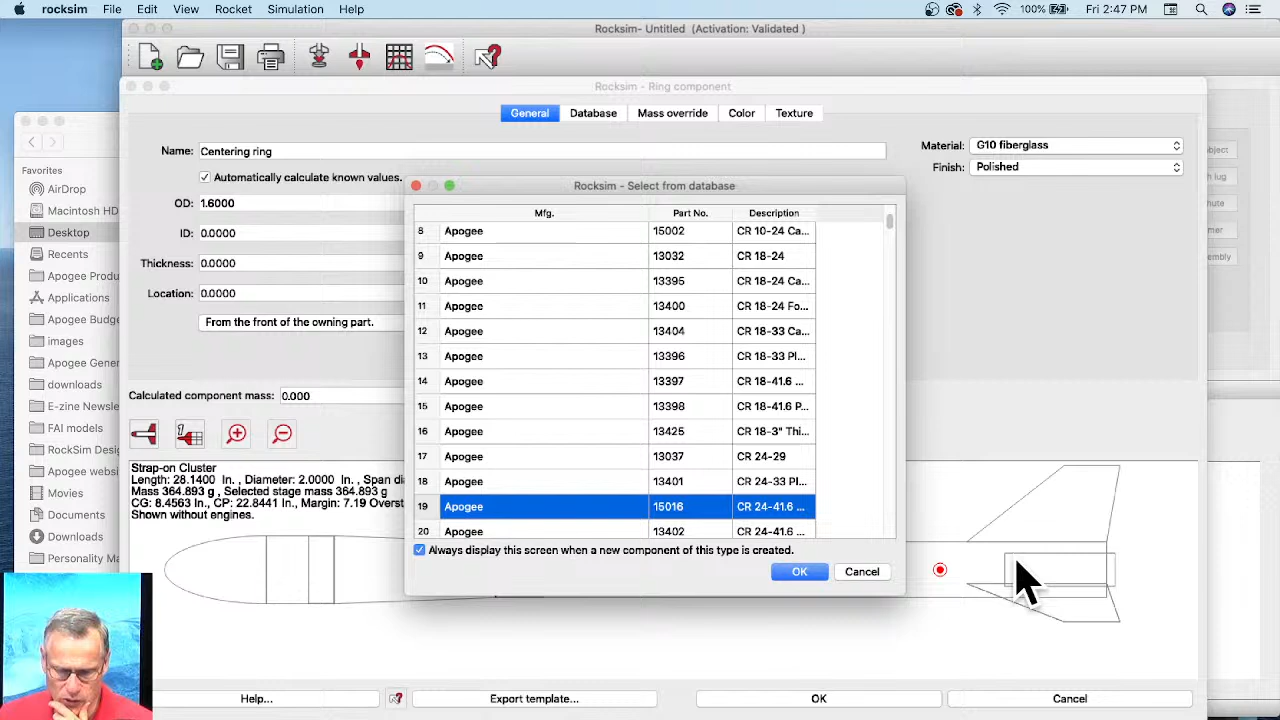 rocksim File Edit View Rocket Simulation Help 100% Fri 2:47 PM
Rocksim- Untitled (Activation: Validated )
Rocksim - Ring component
General Database Mass override Color Texture
Name: Centering ring
Automatically calculate known values.
OD: 1.6000
ID: 0.0000
Thickness: 0.0000
Location: 0.0000
From the front of the owning part.
Calculated component mass: 0.000
Material: G10 fiberglass
Finish: Polished
Favorites
AirDrop
Macintosh HD
Desktop
Recents
Apogee Produ
Applications
Apogee Budge
images
Apogee Gener
downloads
E-zine Newsle
FAI models
RockSim Desi
Apogee websi
Movies
Documents
Downloads
Personality M
Rocksim - Select from database
Mfg. Part No. Description
8 Apogee 15002 CR 10-24 Ca...
9 Apogee 13032 CR 18-24
10 Apogee 13395 CR 18-24 Ca...
11 Apogee 13400 CR 18-24 Fo...
12 Apogee 13404 CR 18-33 Ca...
13 Apogee 13396 CR 18-33 Pl...
14 Apogee 13397 CR 18-41.6 ...
15 Apogee 13398 CR 18-41.6 P...
16 Apogee 13425 CR 18-3" Thi...
17 Apogee 13037 CR 24-29
18 Apogee 13401 CR 24-33 Pl...
19 Apogee 15016 CR 24-41.6 ...
20 Apogee 13402 CR 24-41.6 ...
Always display this screen when a new component of this type is created.
OK Cancel
Strap-on Cluster
Length: 28.1400 In. , Diameter: 2.0000 In. , Span di
Mass 364.893 g , Selected stage mass 364.893 g
CG: 8.4563 In., CP: 22.8441 In., Margin: 7.19 Overst
Shown without engines.
Help... Export template... OK Cancel